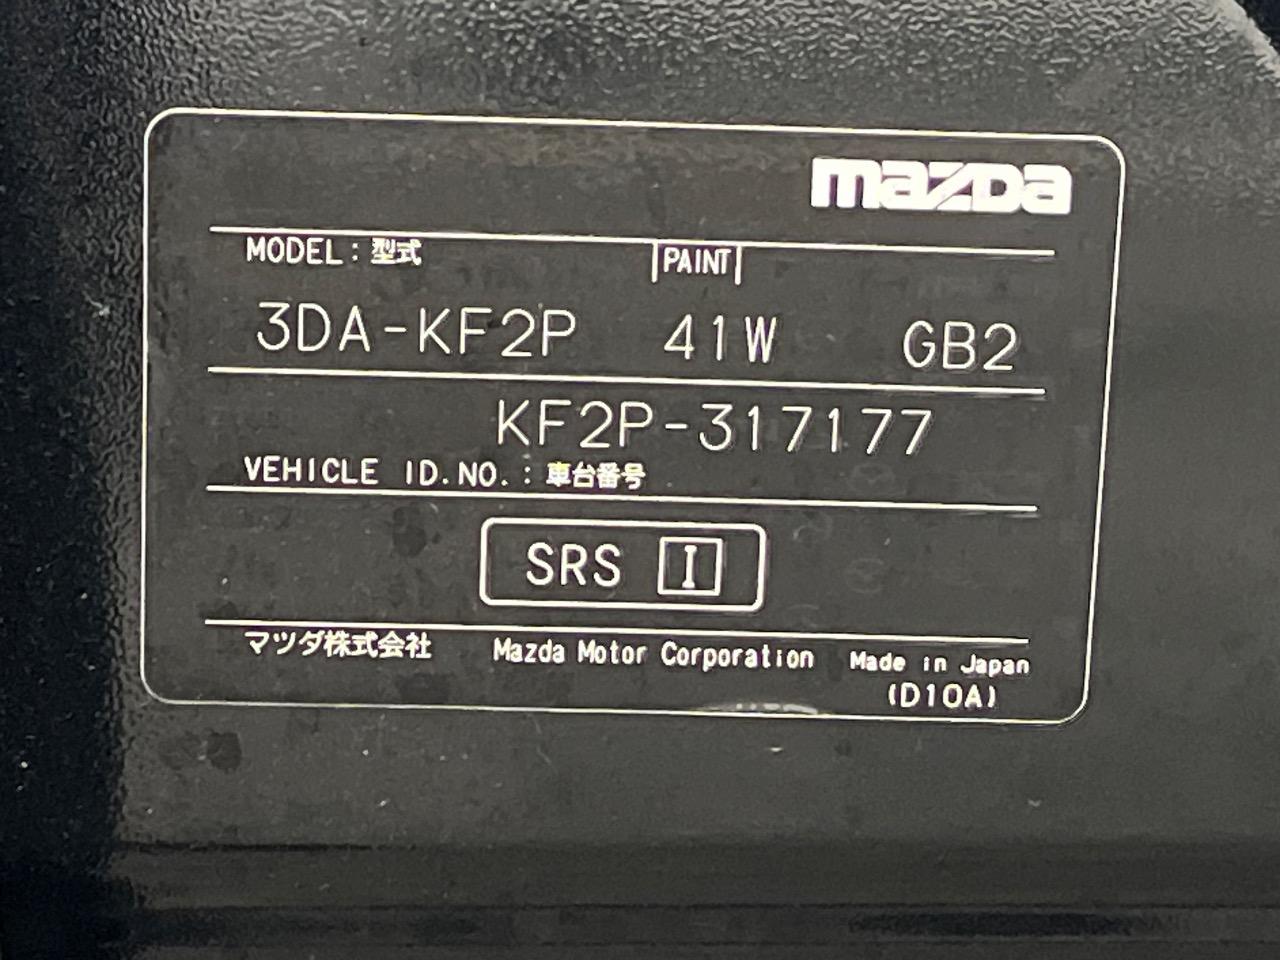 mazda
MODEL：型式 PAINT
3DA-KF2P 41W GB2
KF2P-317177
VEHICLE ID.NO.：車台番号
SRS I
マツダ株式会社 Mazda Motor Corporation Made in Japan
(D10A)